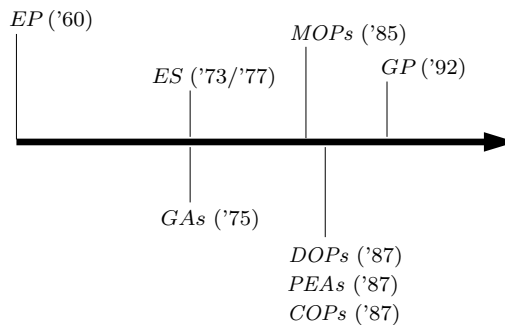 EP ('60)
MOPs ('85)
ES ('73/'77)
GP ('92)
GAs ('75)
DOPs ('87)
PEAs ('87)
COPs ('87)